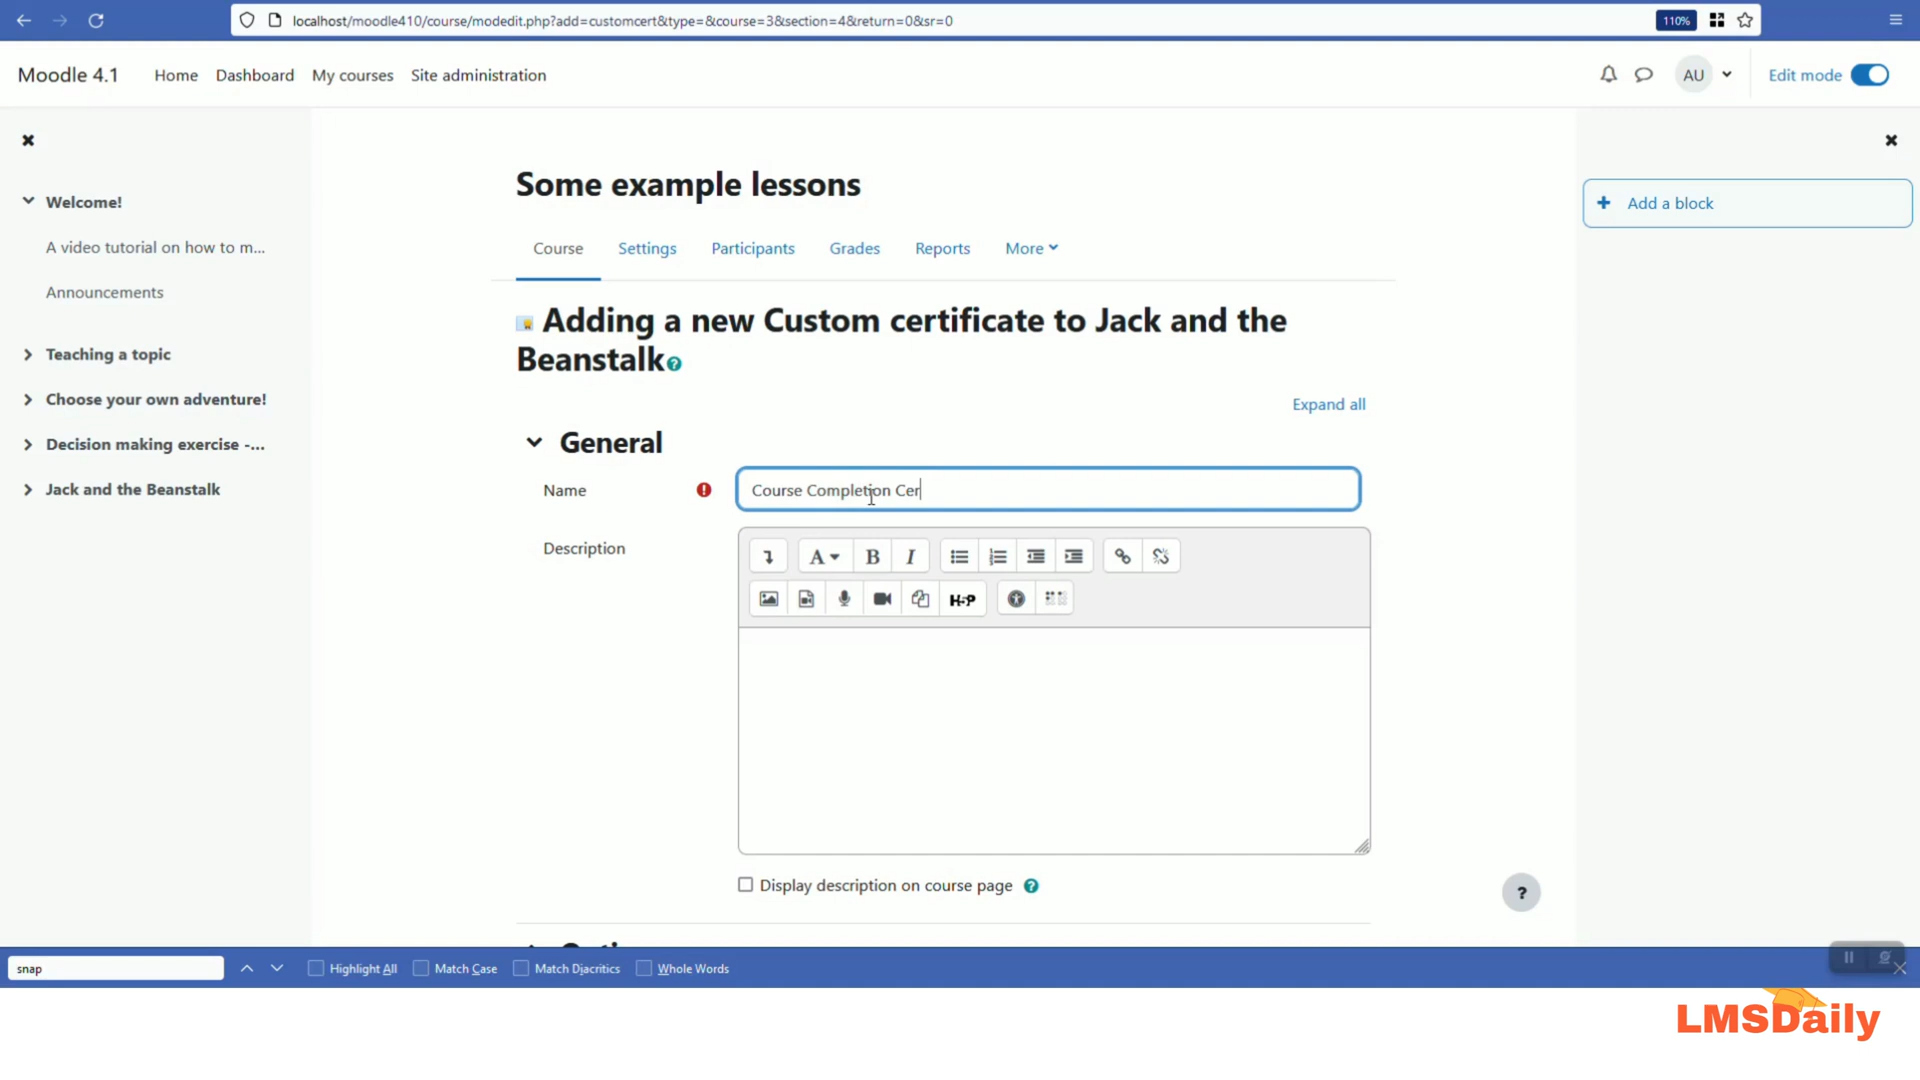 localhost/moodle410/course/modedit.php?add=customcert&type=&course=3&section=4&return=0&sr=0
110%
Moodle 4.1
Home
Dashboard
My courses
Site administration
AU
Edit mode
Welcome!
A video tutorial on how to m...
Announcements
Teaching a topic
Choose your own adventure!
Decision making exercise -...
Jack and the Beanstalk
Some example lessons
Course
Settings
Participants
Grades
Reports
More
Adding a new Custom certificate to Jack and the
Beanstalk
Expand all
General
Name
Course Completion Cer
Description
A
B
I
H5P
Display description on course page
Add a block
snap
Highlight All
Match Case
Match Diacritics
Whole Words
LMSDaily